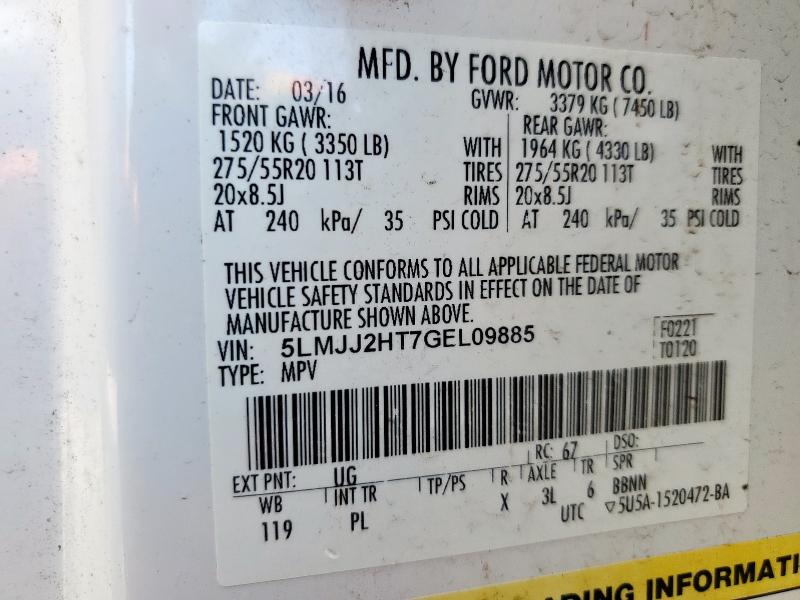 MFD. BY FORD MOTOR CO.
DATE: 03/16 GVWR: 3379 KG ( 7450 LB)
FRONT GAWR: REAR GAWR:
1520 KG ( 3350 LB) WITH 1964 KG ( 4330 LB) WITH
275/55R20 113T TIRES 275/55R20 113T TIRES
20x8.5J RIMS 20x8.5J RIMS
AT 240 kPa/ 35 PSI COLD AT 240 kPa/ 35 PSI COLD
THIS VEHICLE CONFORMS TO ALL APPLICABLE FEDERAL MOTOR
VEHICLE SAFETY STANDARDS IN EFFECT ON THE DATE OF
MANUFACTURE SHOWN ABOVE.
VIN: 5LMJJ2HT7GEL09885 F0221
TYPE: MPV T0120
EXT PNT: UG RC: 67 DSO:
WB INT TR TP/PS R AXLE TR SPR
119 PL X 3L 6 BBNN
UTC ▽5U5A-1520472-BA
ADING INFORMATI